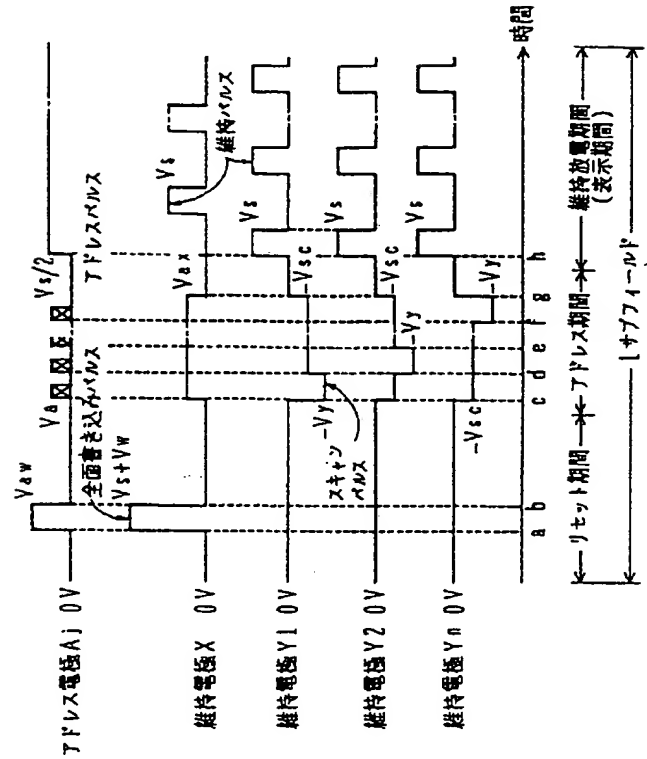 アドレス電極Aj 0V
Vaw
Va
Vs/2
アドレスパルス
全面書き込みパルス
Vs+Vw
維持電極X 0V
Vax
Vs
維持パルス
維持電極Y1 0V
-Vy
-Vsc
Vs
スキャン
パルス
維持電極Y2 0V
-Vy
-Vsc
Vs
維持電極Yn 0V
-Vsc
-Vy
Vs
a b c d e f g h
時間
リセット期間
アドレス期間
維持放電期間
(表示期間)
1サブフィールド